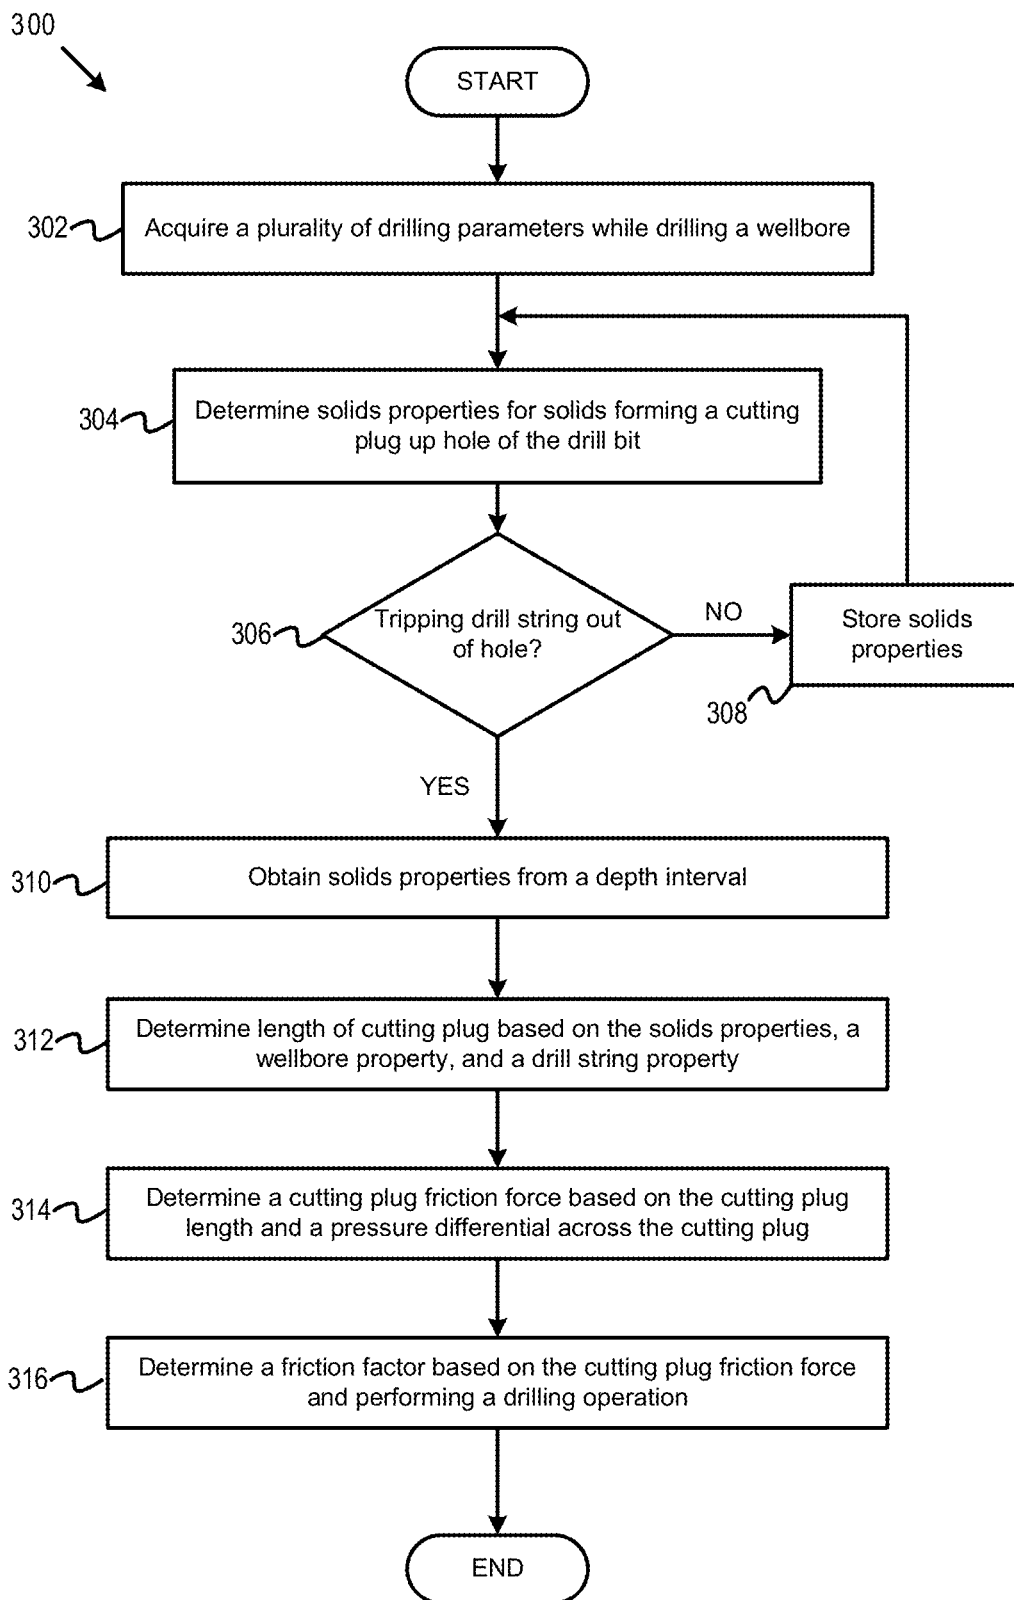 300
START
302
Acquire a plurality of drilling parameters while drilling a wellbore
304
Determine solids properties for solids forming a cutting
plug up hole of the drill bit
306
Tripping drill string out
of hole?
NO
Store solids
properties
308
YES
310
Obtain solids properties from a depth interval
312
Determine length of cutting plug based on the solids properties, a
wellbore property, and a drill string property
314
Determine a cutting plug friction force based on the cutting plug
length and a pressure differential across the cutting plug
316
Determine a friction factor based on the cutting plug friction force
and performing a drilling operation
END